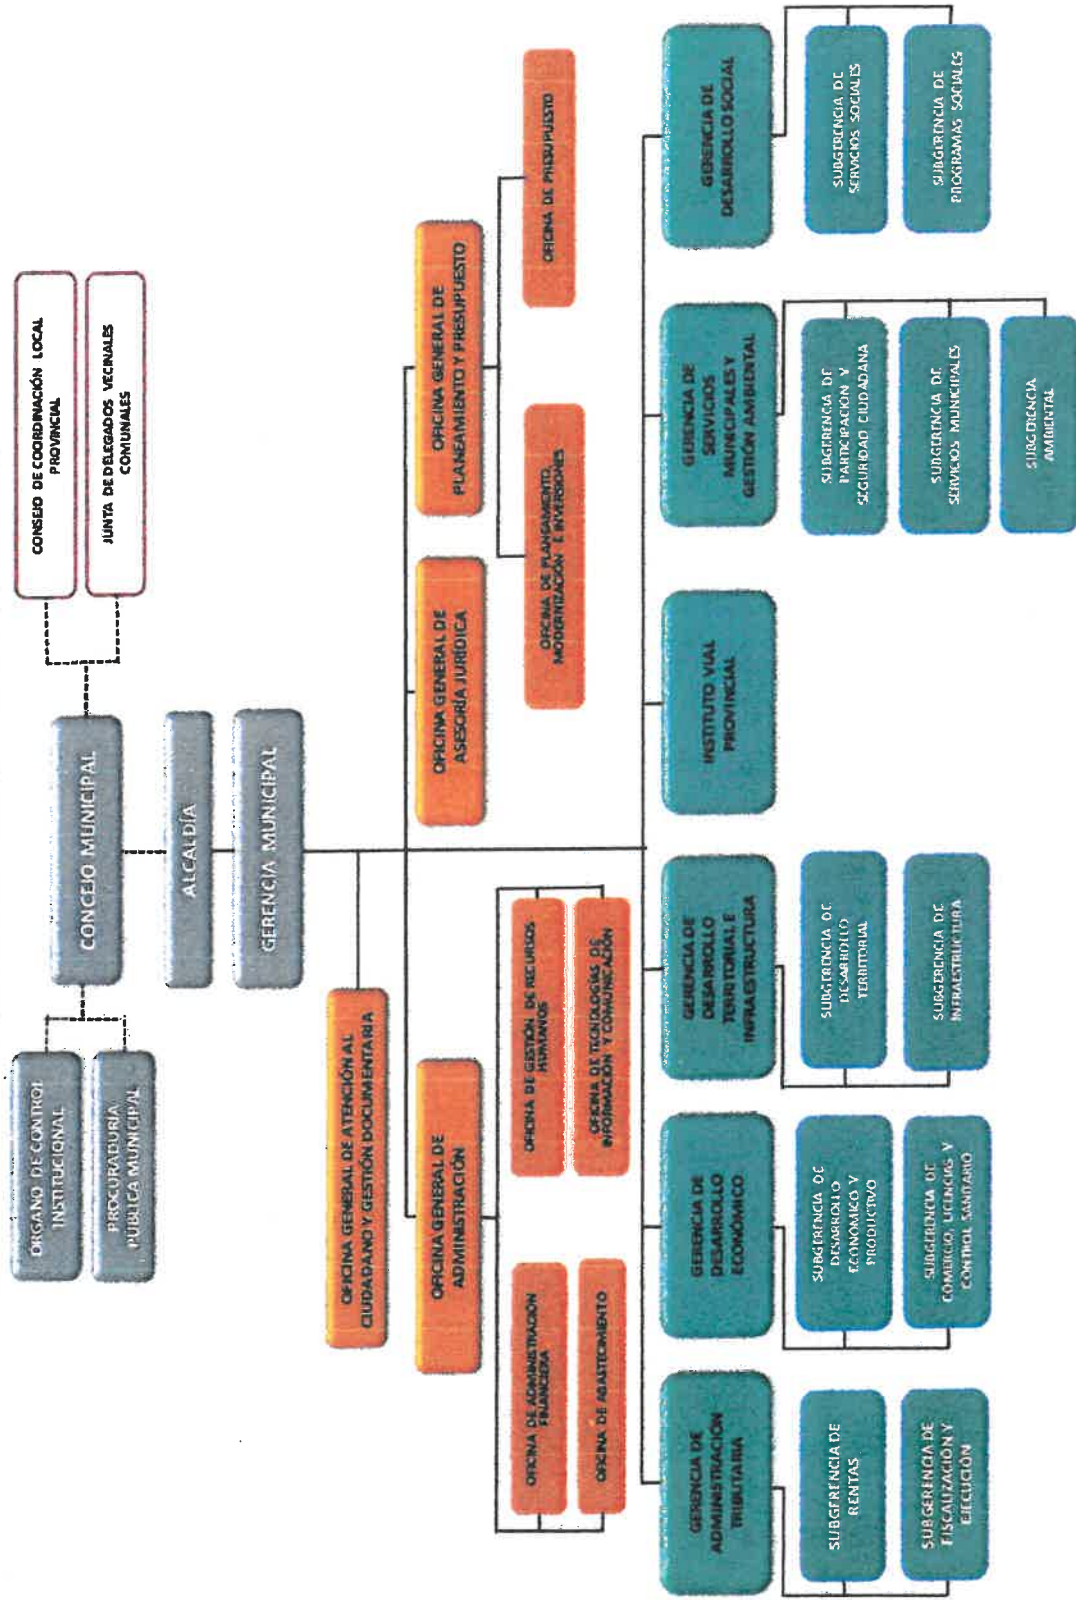 CONSEJO DE COORDINACIÓN LOCAL
PROVINCIAL
JUNTA DE DELEGADOS VECINALES
COMUNALES
CONCEJO MUNICIPAL
ÓRGANO DE CONTROL
INSTITUCIONAL
PROCURADURÍA
PÚBLICA MUNICIPAL
ALCALDÍA
GERENCIA MUNICIPAL
OFICINA GENERAL DE ATENCIÓN AL
CIUDADANO Y GESTIÓN DOCUMENTARIA
OFICINA GENERAL DE
ADMINISTRACIÓN
OFICINA GENERAL DE
ASESORÍA JURÍDICA
OFICINA GENERAL DE
PLANEAMIENTO Y PRESUPUESTO
OFICINA DE ADMINISTRACIÓN
FINANCIERA
OFICINA DE ABASTECIMIENTO
OFICINA DE GESTIÓN DE RECURSOS
HUMANOS
OFICINA DE TECNOLOGÍAS DE
INFORMACIÓN Y COMUNICACIÓN
OFICINA DE PLANEAMIENTO,
MODERNIZACIÓN E INVERSIONES
OFICINA DE PRESUPUESTO
GERENCIA DE
ADMINISTRACIÓN
TRIBUTARIA
SUBGERENCIA DE
RENTAS
SUBGERENCIA DE
FISCALIZACIÓN Y
EJECUCIÓN
GERENCIA DE
DESARROLLO
ECONÓMICO
SUBGERENCIA DE
DESARROLLO
ECONÓMICO Y
PRODUCTIVO
SUBGERENCIA DE
COMERCIO, LICENCIAS Y
CONTROL SANITARIO
GERENCIA DE
DESARROLLO
TERRITORIAL E
INFRAESTRUCTURA
SUBGERENCIA DE
DESARROLLO
TERRITORIAL
SUBGERENCIA DE
INFRAESTRUCTURA
INSTITUTO VIAL
PROVINCIAL
GERENCIA DE
SERVICIOS
MUNICIPALES Y
GESTIÓN AMBIENTAL
SUBGERENCIA DE
PARTICIPACIÓN Y
SEGURIDAD CIUDADANA
SUBGERENCIA DE
SERVICIOS MUNICIPALES
SUBGERENCIA
AMBIENTAL
GERENCIA DE
DESARROLLO SOCIAL
SUBGERENCIA DE
SERVICIOS SOCIALES
SUBGERENCIA DE
PROGRAMAS SOCIALES